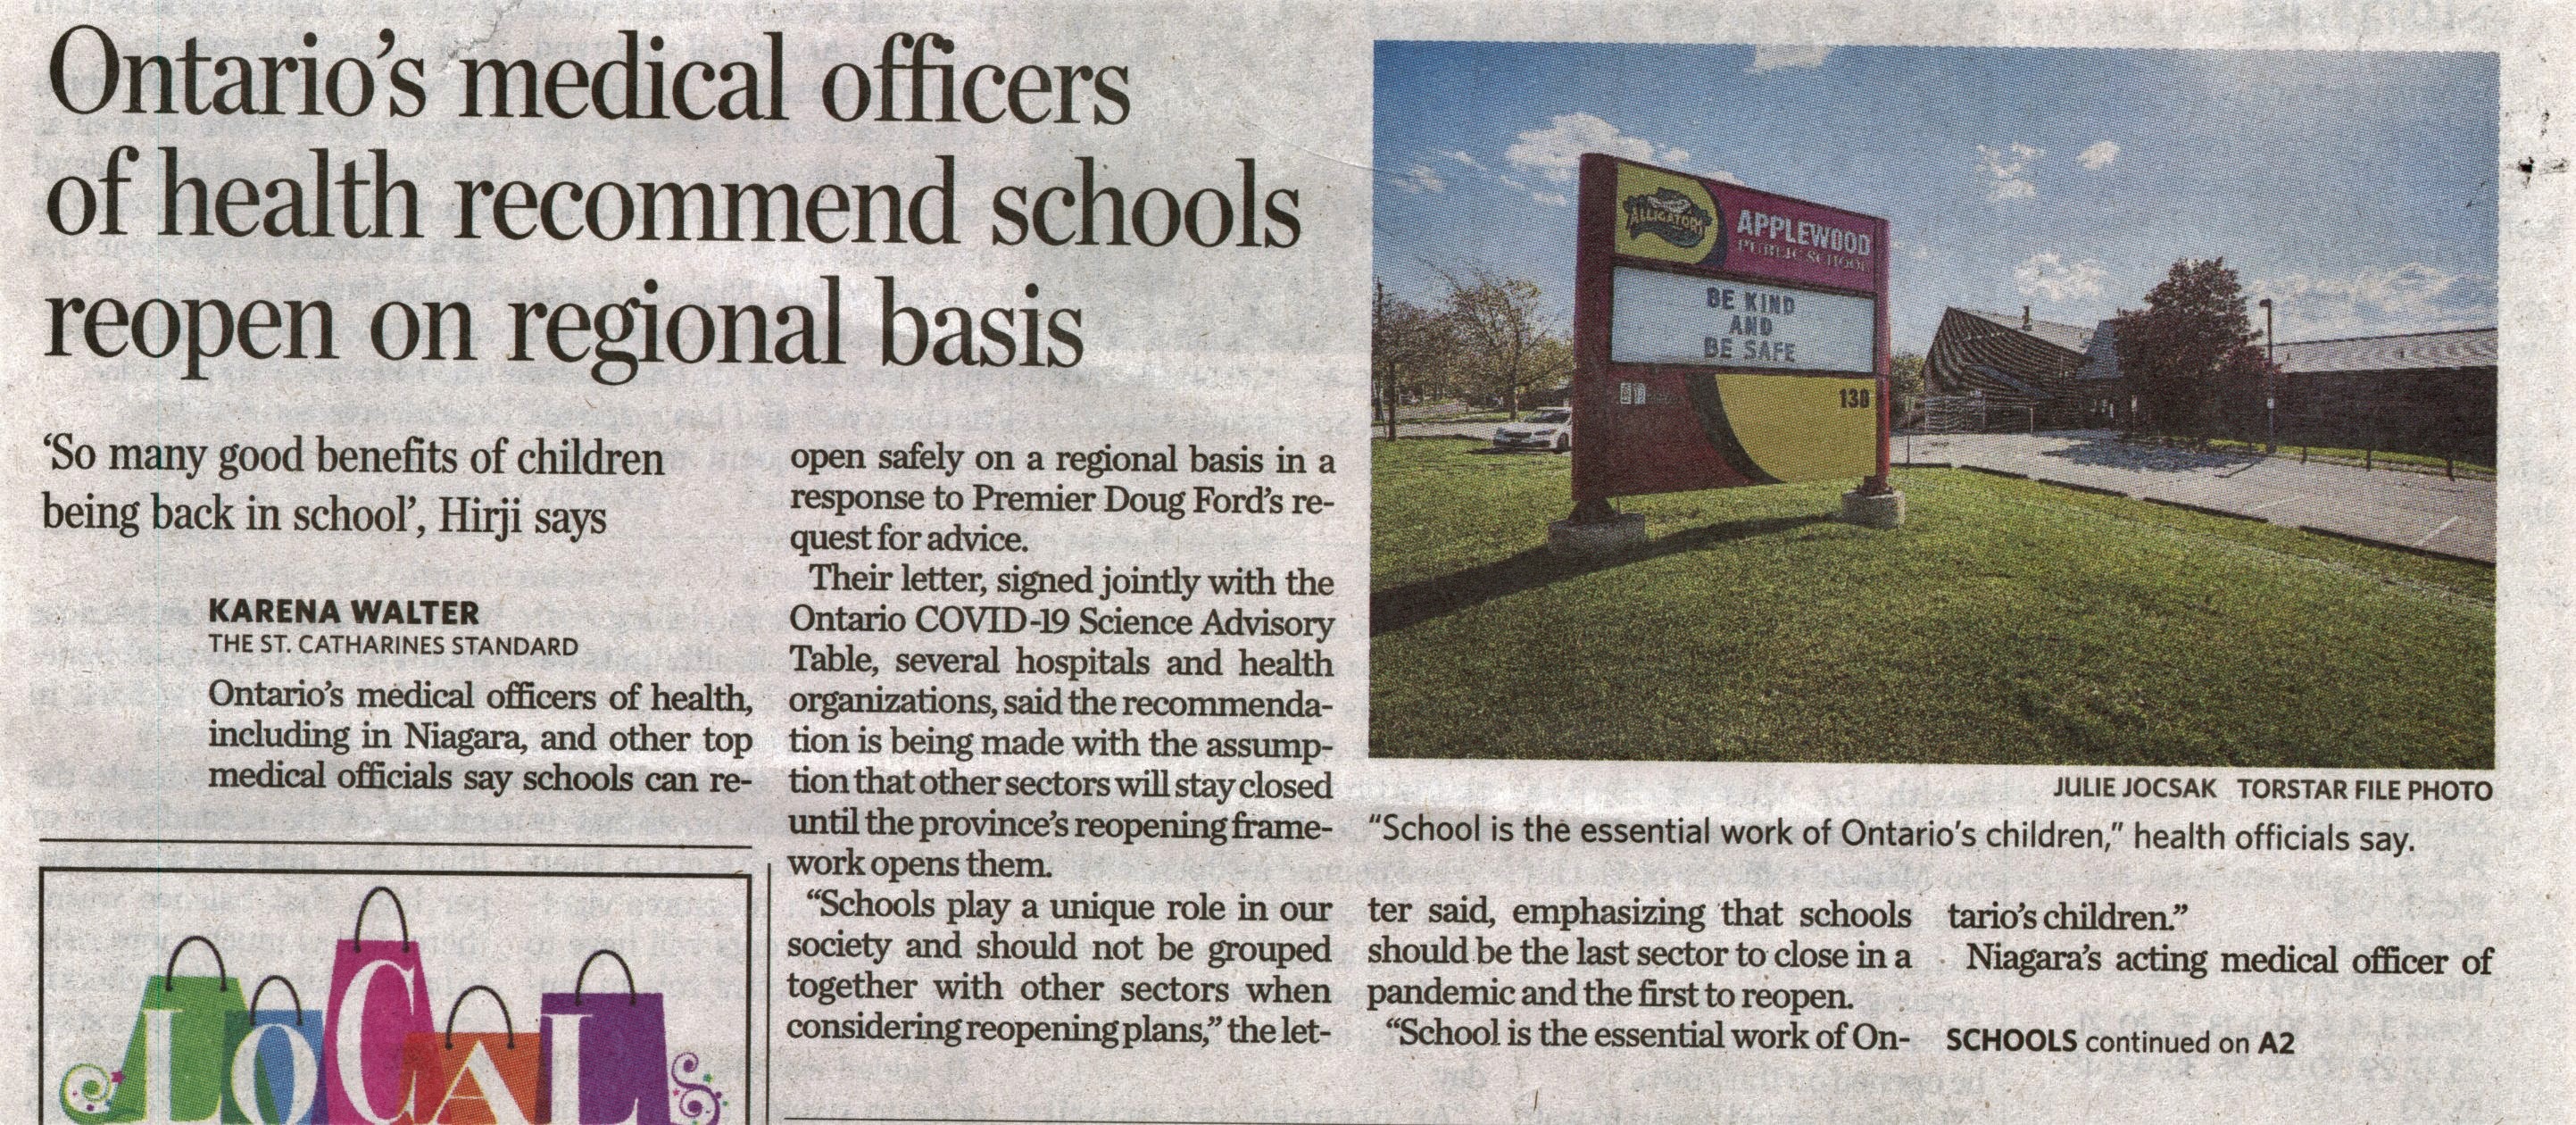 Ontario's medical officers
of health recommend schools
reopen on regional basis
'So many good benefits of children
being back in school', Hirji says
KARENA WALTER
THE ST. CATHARINES STANDARD
Ontario's medical officers of health,
including in Niagara, and other top
medical officials say schools can re-
open safely on a regional basis in a
response to Premier Doug Ford's re-
quest for advice.
Their letter, signed jointly with the
Ontario COVID-19 Science Advisory
Table, several hospitals and health
organizations, said the recommenda-
tion is being made with the assump-
tion that other sectors will stay closed
until the province's reopening frame-
work opens them.
"Schools play a unique role in our
society and should not be grouped
together with other sectors when
considering reopening plans," the let-
ter said, emphasizing that schools
should be the last sector to close in a
pandemic and the first to reopen.
"School is the essential work of On-
tario's children."
Niagara's acting medical officer of
SCHOOLS continued on A2
ALLIGATORS
APPLEWOOD
PUBLIC SCHOOL
BE KIND
AND
BE SAFE
130
JULIE JOCSAK TORSTAR FILE PHOTO
"School is the essential work of Ontario's children," health officials say.
LOCAL